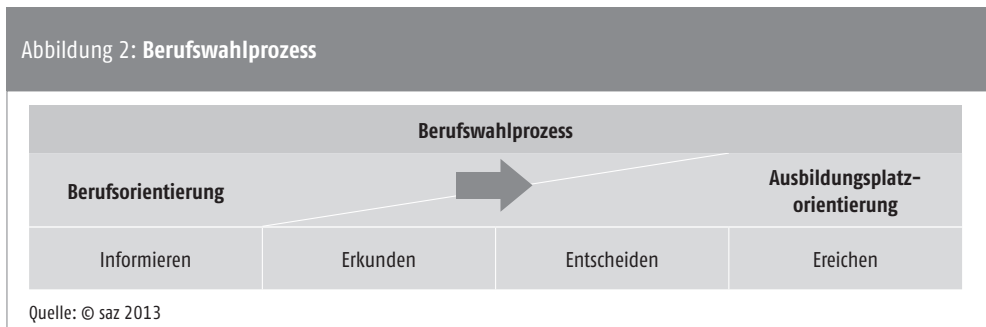 Abbildung 2: Berufswahlprozess
Berufswahlprozess
Berufsorientierung
Ausbildungsplatz-
orientierung
Informieren
Erkunden
Entscheiden
Ereichen
Quelle: © saz 2013